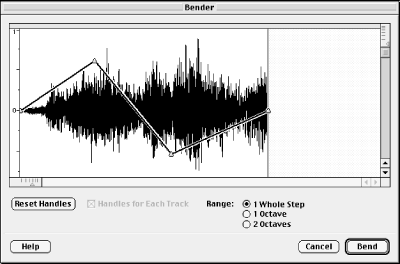 Bender
1
0
Reset Handles
Handles for Each Track
Range:
1 Whole Step
1 Octave
2 Octaves
Help
Cancel
Bend